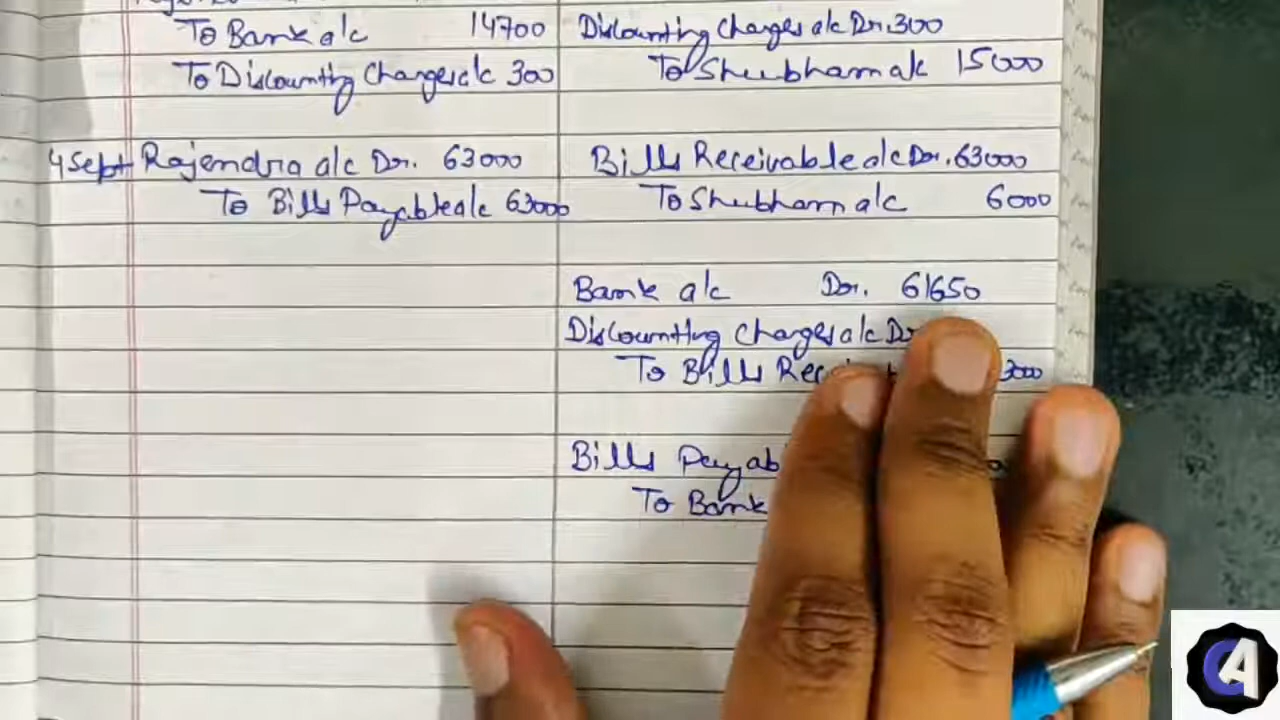 To Bank a/c 14700
Discounting Charges a/c Dr. 300
To Discounting Charges a/c 300
To Shubham a/c 15000
4 Sept Rajendra a/c Dr. 63000
Bills Receivable a/c Dr. 63000
To Bills Payable a/c 63000
To Shubham a/c 6000
Bank a/c Dr. 61650
Discounting Charges a/c Dr
To Bills
Bills
To Bank
CA